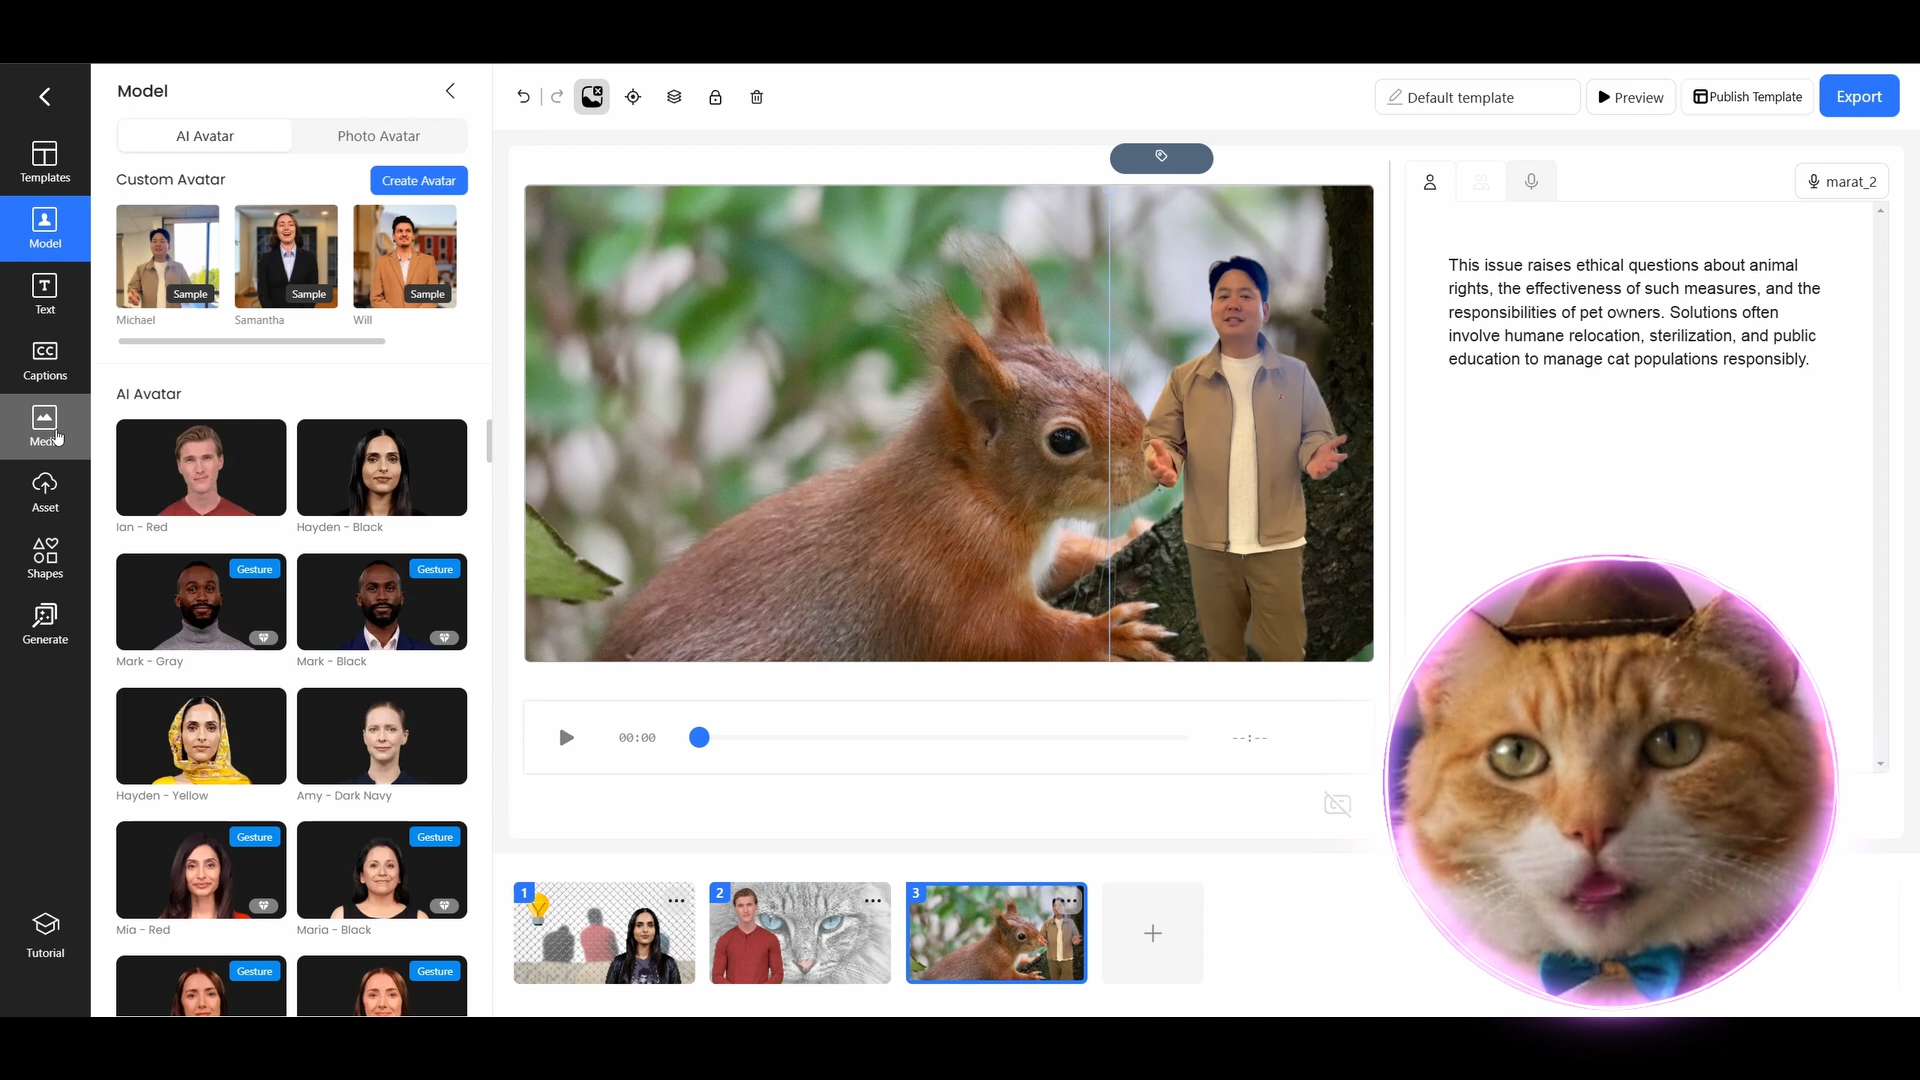 Model
Default template
Preview
Publish Template
Export
AI Avatar
Photo Avatar
Templates
Custom Avatar
Create Avatar
marat_2
Model
Sample
Sample
Sample
Michael
Samantha
Will
Text
Captions
This issue raises ethical questions about animal
rights, the effectiveness of such measures, and the
responsibilities of pet owners. Solutions often
involve humane relocation, sterilization, and public
education to manage cat populations responsibly.
AI Avatar
Ian - Red
Hayden - Black
Asset
Gesture
Gesture
Shapes
Generate
Mark - Gray
Mark - Black
00:00
--:--
Hayden - Yellow
Amy - Dark Navy
Gesture
Gesture
1
2
3
Mia - Red
Maria - Black
Tutorial
Gesture
Gesture